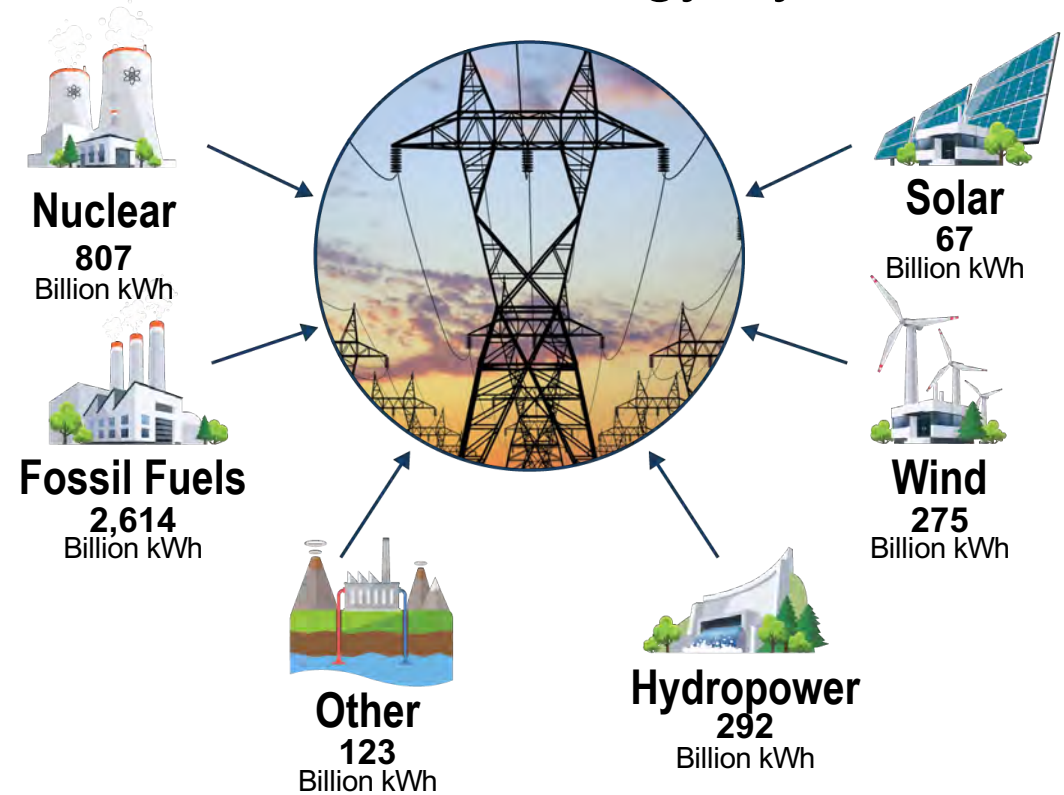 Nuclear
807
Billion kWh
Fossil Fuels
2,614
Billion kWh
Other
123
Billion kWh
Hydropower
292
Billion kWh
Wind
275
Billion kWh
Solar
67
Billion kWh